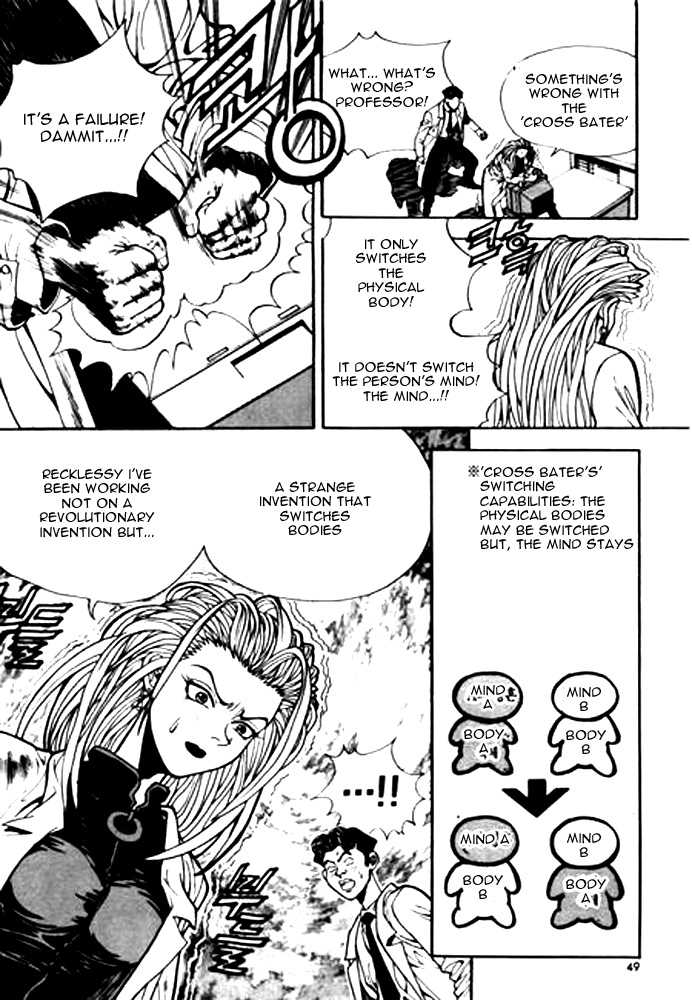 IT'S A FAILURE!
DAMMIT...!!
WHAT... WHAT'S
WRONG?
PROFESSOR!
SOMETHING'S
WRONG WITH
THE
'CROSS BATER'
IT ONLY
SWITCHES
THE
PHYSICAL
BODY!
IT DOESN'T SWITCH
THE PERSON'S MIND!
THE MIND...!!
RECKLESSY I'VE
BEEN WORKING
NOT ON A
REVOLUTIONARY
INVENTION BUT...
A STRANGE
INVENTION THAT
SWITCHES
BODIES
...!!
※'CROSS BATER'S'
SWITCHING
CAPABILITIES: THE
PHYSICAL BODIES
MAY BE SWITCHED
BUT, THE MIND STAYS
MIND
A
MIND
B
BODY
A
BODY
B
MIND A
MIND
B
BODY
B
BODY
A
49